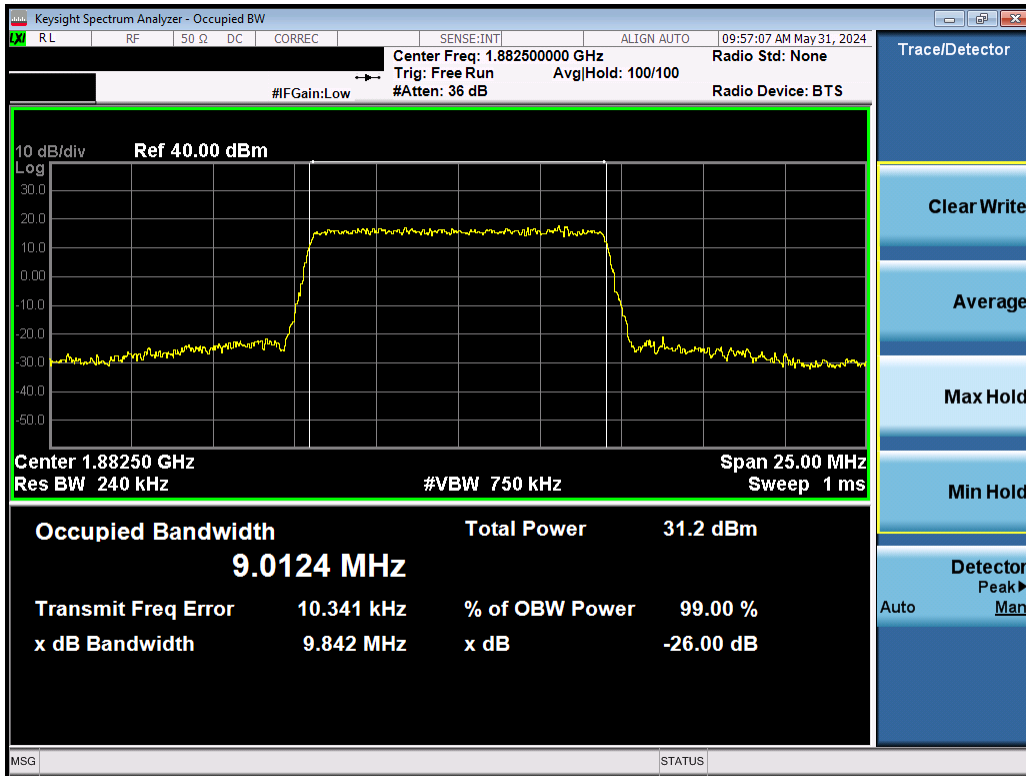 Keysight Spectrum Analyzer - Occupied BW
LXI RL RF 50 Ω DC CORREC SENSE:INT ALIGN AUTO 09:57:07 AM May 31, 2024
Center Freq: 1.882500000 GHz Radio Std: None
Trig: Free Run Avg|Hold: 100/100
#IFGain:Low #Atten: 36 dB Radio Device: BTS
10 dB/div Ref 40.00 dBm
Log
30.0
20.0
10.0
0.00
-10.0
-20.0
-30.0
-40.0
-50.0
Center 1.88250 GHz Span 25.00 MHz
Res BW 240 kHz #VBW 750 kHz Sweep 1 ms
Occupied Bandwidth Total Power 31.2 dBm
9.0124 MHz
Transmit Freq Error 10.341 kHz % of OBW Power 99.00 %
x dB Bandwidth 9.842 MHz x dB -26.00 dB
Trace/Detector
Clear Write
Average
Max Hold
Min Hold
Detector
Peak▶
Auto Man
MSG STATUS